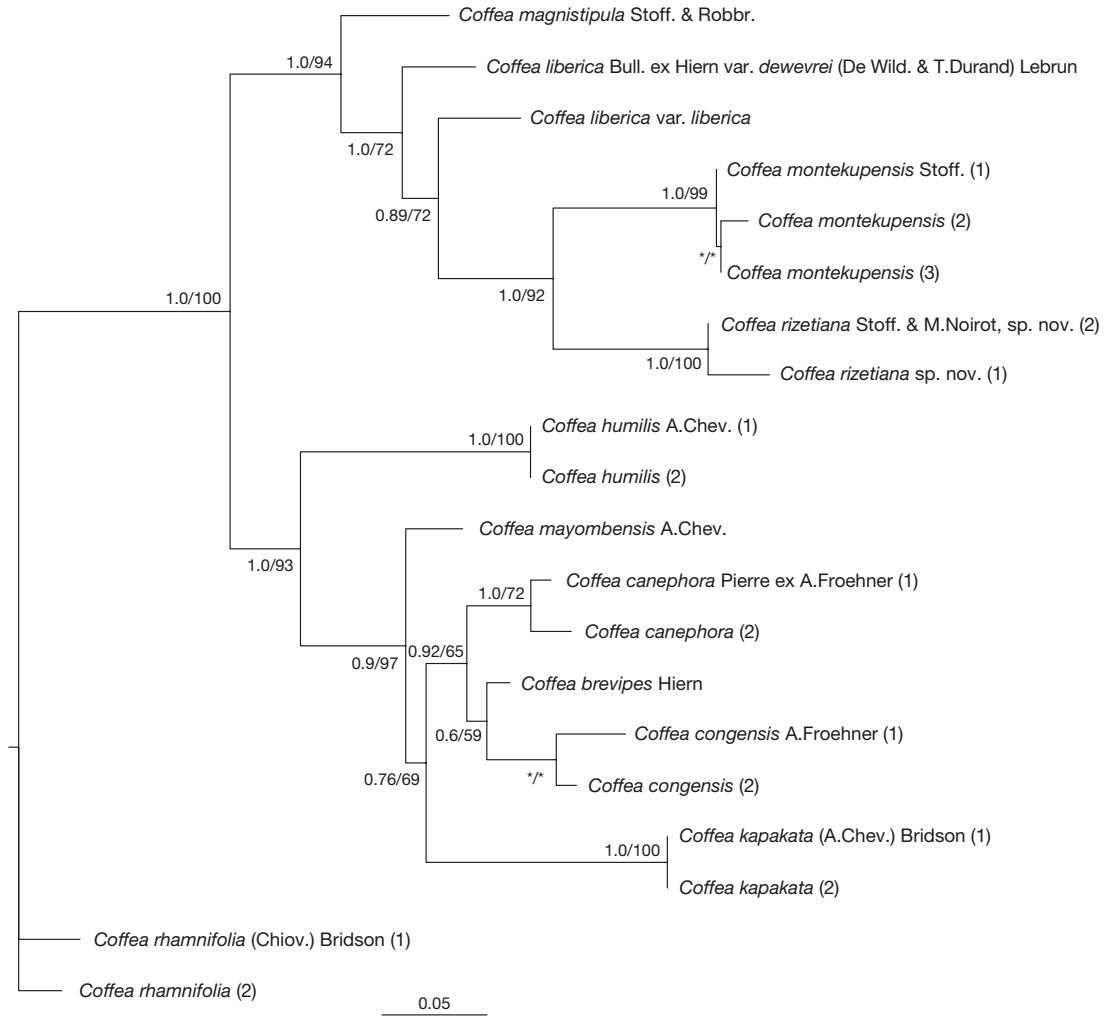 Coffea magnistipula Stoff. & Robbr.
1.0/94
Coffea liberica Bull. ex Hiern var. dewevrei (De Wild. & T.Durand) Lebrun
Coffea liberica var. liberica
1.0/72
Coffea montekupensis Stoff. (1)
1.0/99
0.89/72
Coffea montekupensis (2)
*/*
Coffea montekupensis (3)
1.0/92
1.0/100
Coffea rizetiana Stoff. & M.Noirot, sp. nov. (2)
1.0/100
Coffea rizetiana sp. nov. (1)
Coffea humilis A.Chev. (1)
1.0/100
Coffea humilis (2)
Coffea mayombensis A.Chev.
1.0/93
Coffea canephora Pierre ex A.Froehner (1)
1.0/72
Coffea canephora (2)
0.92/65
0.9/97
Coffea brevipes Hiern
Coffea congensis A.Froehner (1)
0.6/59
0.76/69
*/*
Coffea congensis (2)
Coffea kapakata (A.Chev.) Bridson (1)
1.0/100
Coffea kapakata (2)
Coffea rhamnifolia (Chiov.) Bridson (1)
Coffea rhamnifolia (2)
0.05